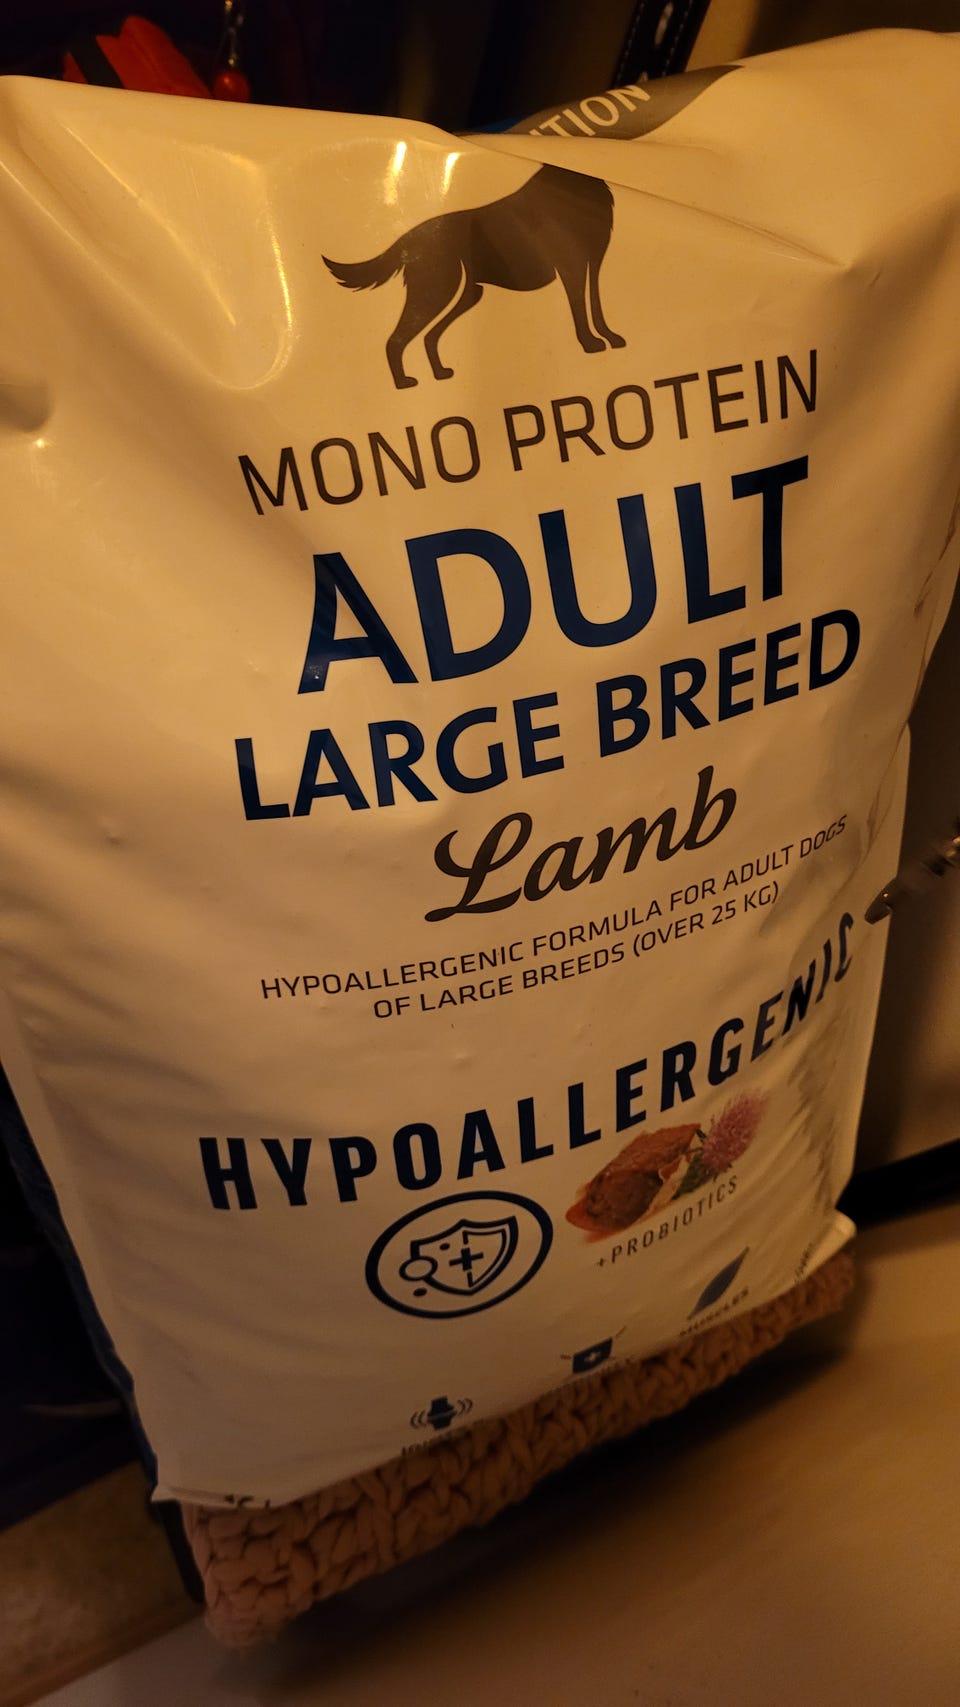 MONO PROTEIN
ADULT
LARGE BREED
Lamb
HYPOALLERGENIC FORMULA FOR ADULT DOGS
OF LARGE BREEDS (OVER 25 KG)
HYPOALLERGENIC
+PROBIOTICS
MUSCLES